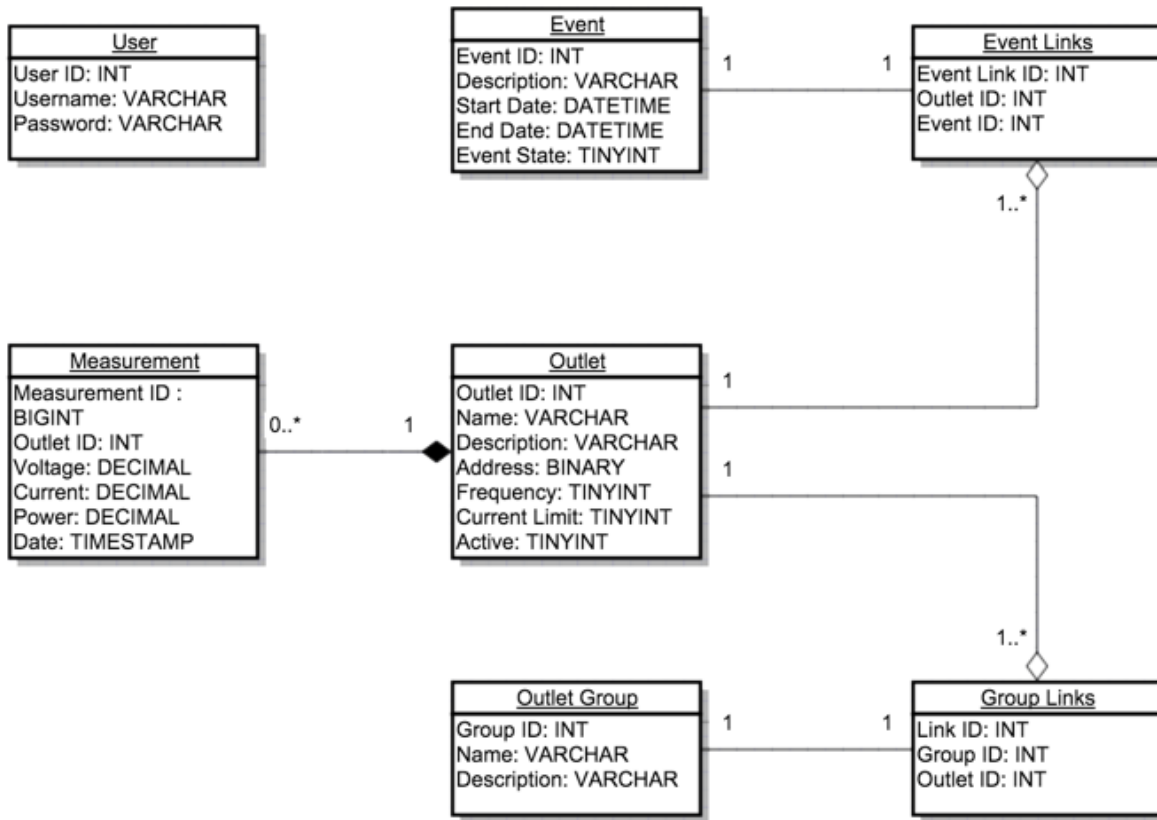 User
User ID: INT
Username: VARCHAR
Password: VARCHAR
Event
Event ID: INT
Description: VARCHAR
Start Date: DATETIME
End Date: DATETIME
Event State: TINYINT
1
1
Event Links
Event Link ID: INT
Outlet ID: INT
Event ID: INT
1..*
Measurement
Measurement ID :
BIGINT
Outlet ID: INT
Voltage: DECIMAL
Current: DECIMAL
Power: DECIMAL
Date: TIMESTAMP
0..*
1
Outlet
Outlet ID: INT
Name: VARCHAR
Description: VARCHAR
Address: BINARY
Frequency: TINYINT
Current Limit: TINYINT
Active: TINYINT
1
1
1..*
Outlet Group
Group ID: INT
Name: VARCHAR
Description: VARCHAR
1
1
Group Links
Link ID: INT
Group ID: INT
Outlet ID: INT